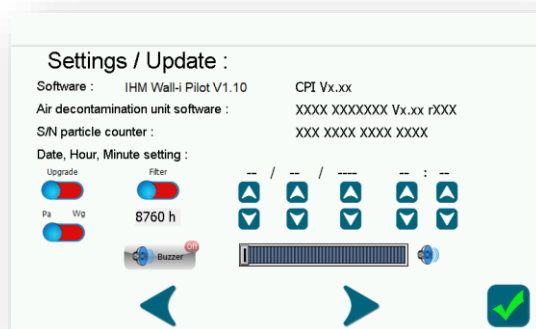 Settings / Update :
Software : IHM Wall-i Pilot V1.10 CPI Vx.xx
Air decontamination unit software : XXXX XXXXXXX Vx.xx rXXX
S/N particle counter : XXX XXXX XXXX XXXX
Date, Hour, Minute setting :
Upgrade Filter -- / -- / ---- -- : --
Pa Wg 8760 h
Off
Buzzer